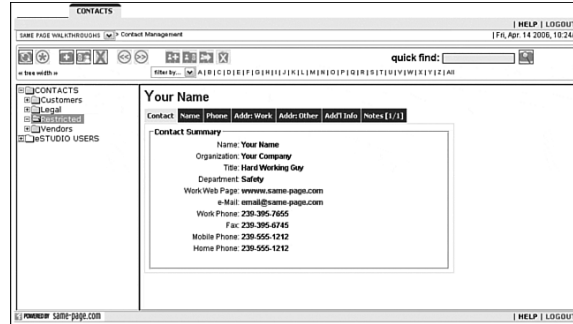 CONTACTS
| HELP | LOGOUT
SAME PAGE WALKTHROUGHS > Contact Management
| Fri, Apr. 14 2006, 10:24
quick find:
« tree width »
filter by... A|B|C|D|E|F|G|H|I|J|K|L|M|N|O|P|Q|R|S|T|U|V|W|X|Y|Z|All
CONTACTS
Customers
Legal
Restricted
Vendors
eSTUDIO USERS
Your Name
Contact Name Phone Addr: Work Addr: Other Add'l Info Notes [1/1]
Contact Summary
Name: Your Name
Organization: Your Company
Title: Hard Working Guy
Department: Safety
Work Web Page: wwww.same-page.com
e-Mail: email@same-page.com
Work Phone: 239-395-7655
Fax: 239-395-6745
Mobile Phone: 239-555-1212
Home Phone: 239-555-1212
POWERED BY same-page.com
| HELP | LOGOUT